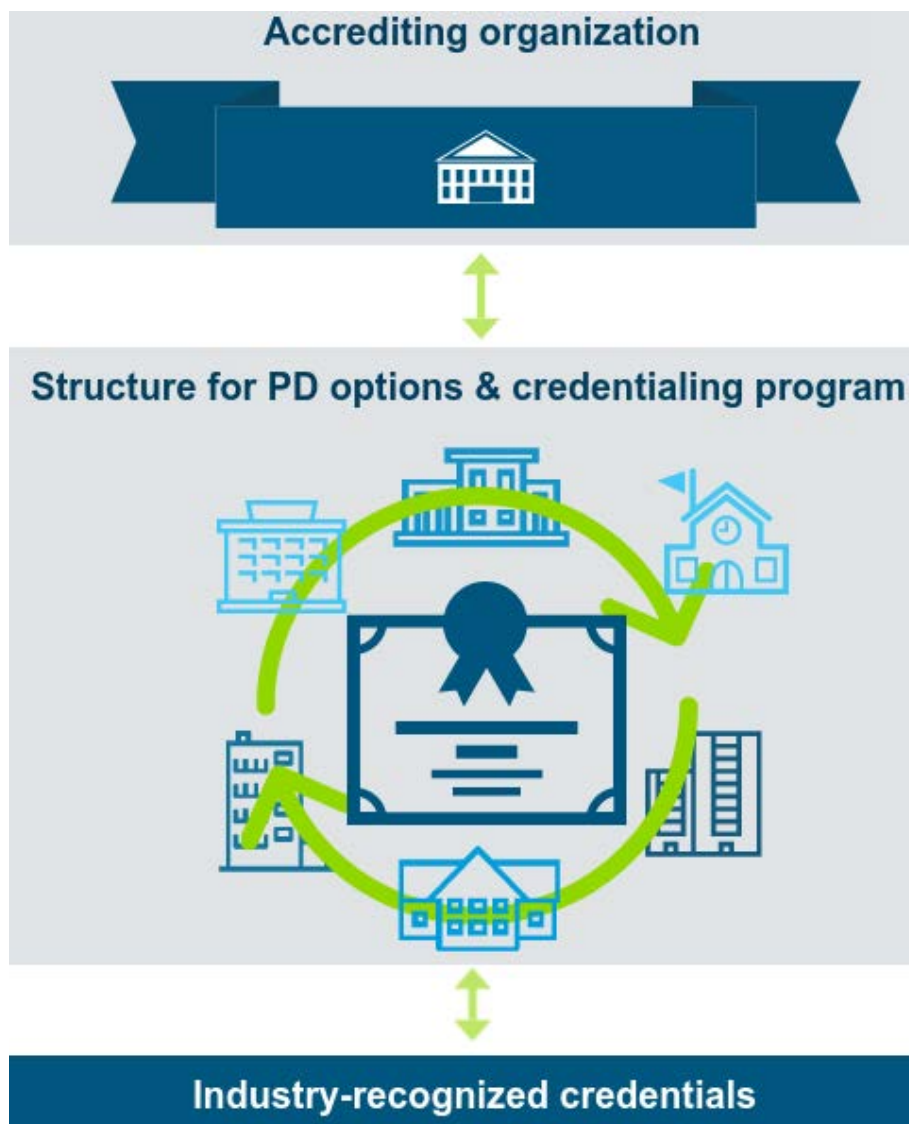 Accrediting organization
Structure for PD options & credentialing program
Industry-recognized credentials